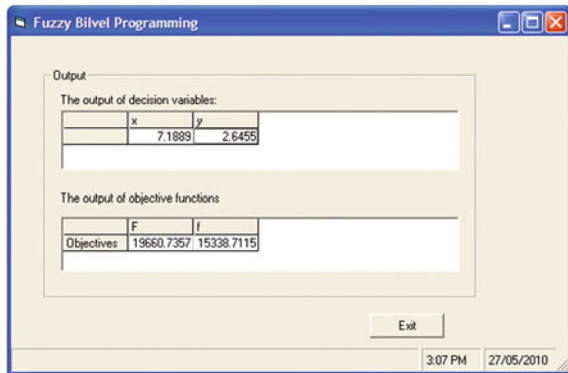 Fuzzy Bilvel Programming
Output
The output of decision variables:
x y
7.1889 2.6455
The output of objective functions
F f
Objectives 19660.7357 15338.7115
Exit
3:07 PM 27/05/2010